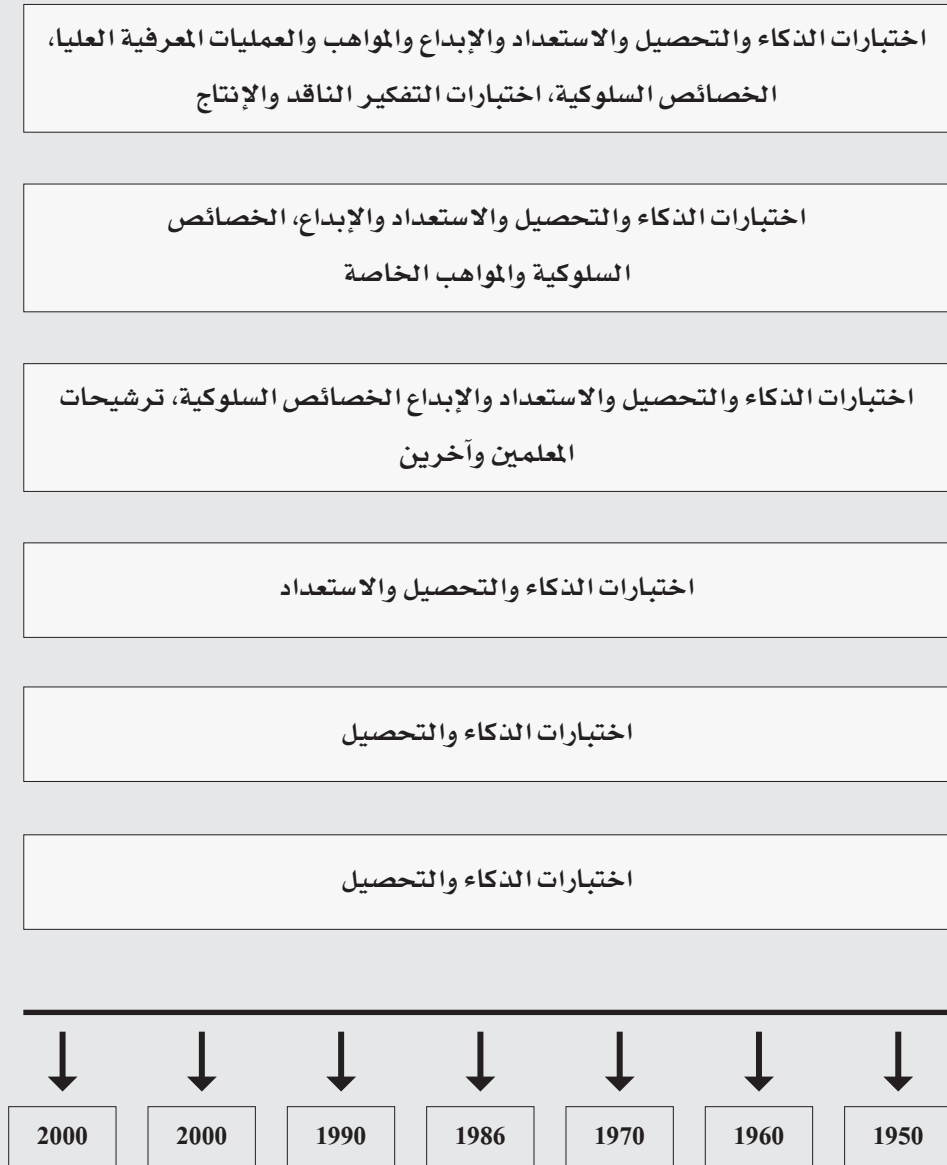 اختبارات الذكاء والتحصيل والاستعداد والإبداع والمواهب والعمليات المعرفية العليا،
الخصائص السلوكية، اختبارات التفكير الناقد والإنتاج
اختبارات الذكاء والتحصيل والاستعداد والإبداع، الخصائص
السلوكية والمواهب الخاصة
اختبارات الذكاء والتحصيل والاستعداد والإبداع الخصائص السلوكية، ترشيحات
المعلمين وآخرين
اختبارات الذكاء والتحصيل والاستعداد
اختبارات الذكاء والتحصيل
اختبارات الذكاء والتحصيل
1950
1960
1970
1986
1990
2000
2000